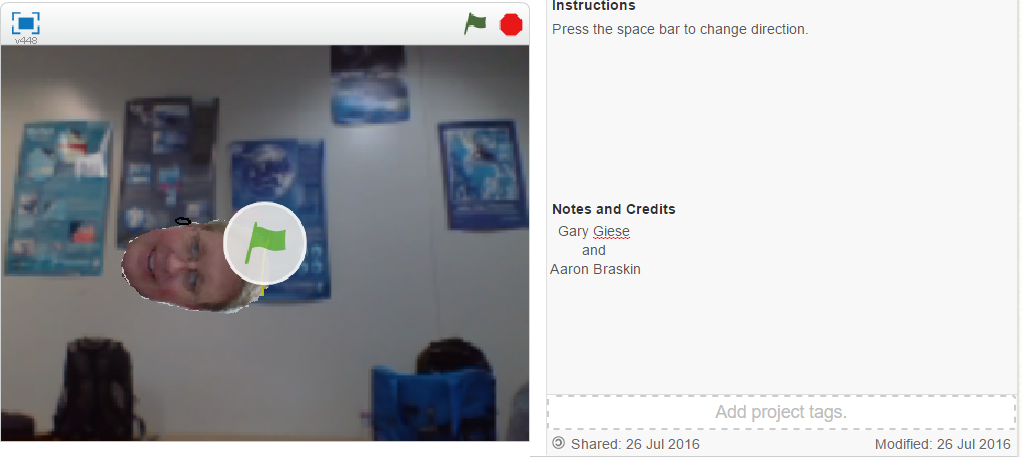 v448
Instructions
Press the space bar to change direction.
Notes and Credits
Gary Giese
and
Aaron Braskin
Add project tags.
Shared: 26 Jul 2016
Modified: 26 Jul 2016